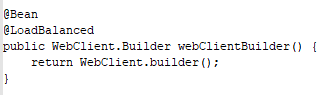 @Bean
@LoadBalanced
public WebClient.Builder webClientBuilder() {
    return WebClient.builder();
}